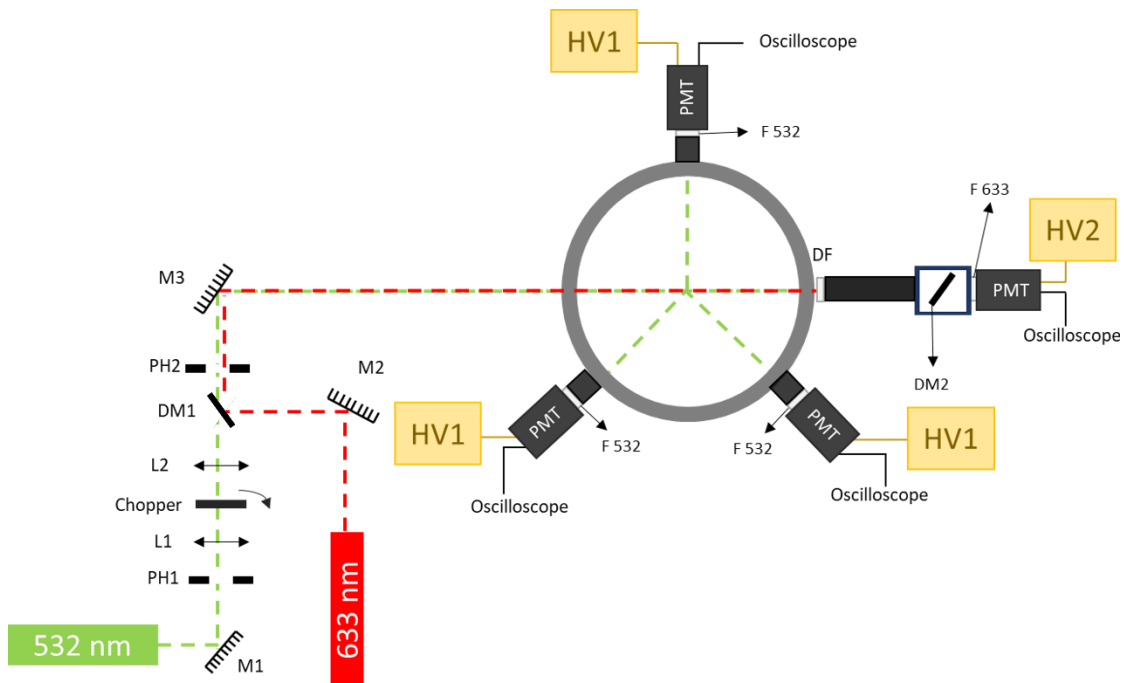 HV1
Oscilloscope
PMT
F 532
F 633
HV2
DF
M3
PMT
Oscilloscope
PH2
M2
DM1
DM2
HV1
PMT
F 532
F 532
PMT
HV1
L2
Chopper
Oscilloscope
Oscilloscope
L1
PH1
532 nm
M1
633 nm